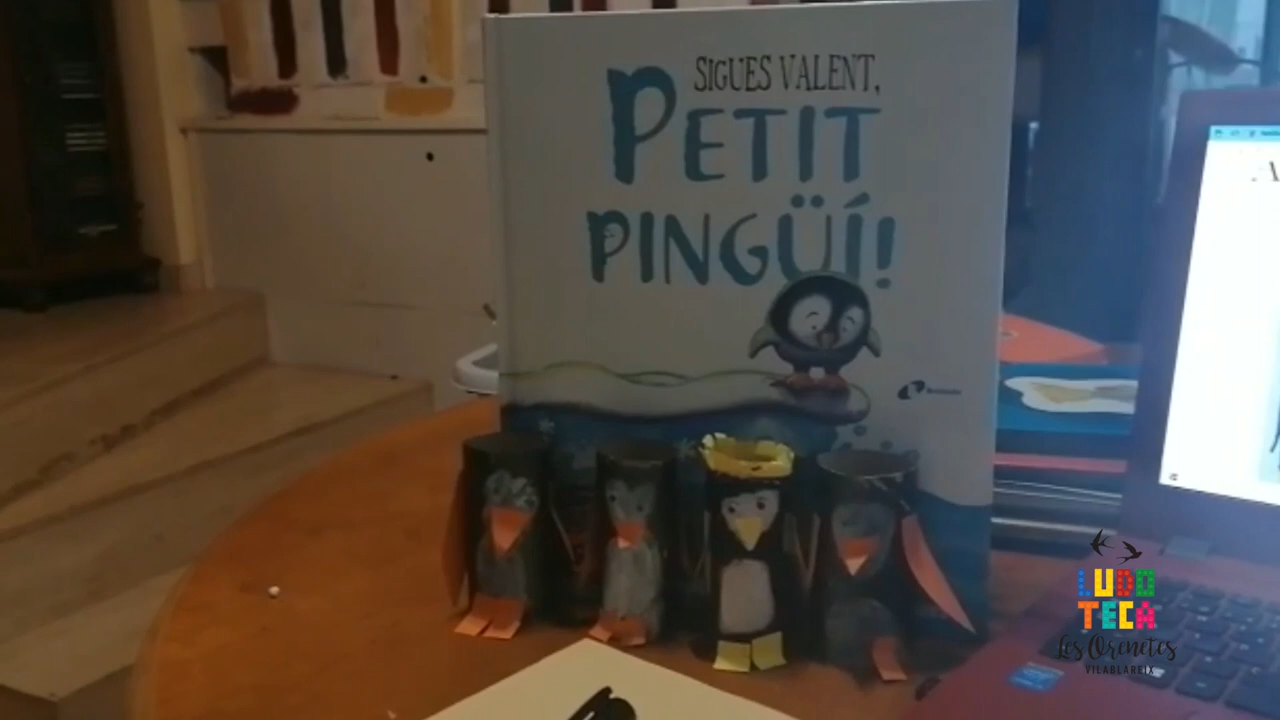 SIGUES VALENT,
PETIT
PINGÜÍ!
LUDO
TECA
Les Orenetes
VILABLAREIX